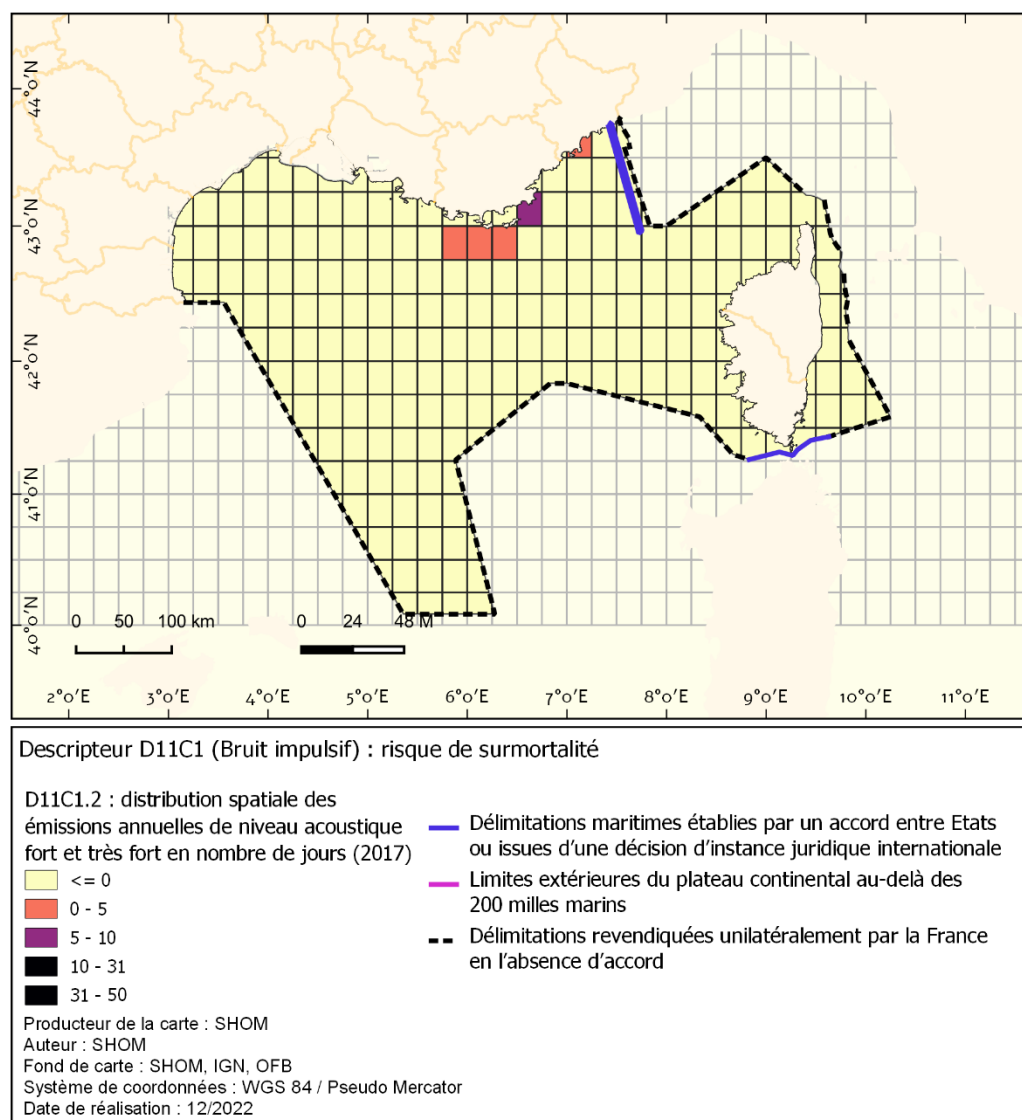 44°0'N
43°0'N
42°0'N
41°0'N
40°0'N
0 50 100 km
0 24 48 M
2°0'E 3°0'E 4°0'E 5°0'E 6°0'E 7°0'E 8°0'E 9°0'E 10°0'E 11°0'E
Descripteur D11C1 (Bruit impulsif) : risque de surmortalité
D11C1.2 : distribution spatiale des
émissions annuelles de niveau acoustique
fort et très fort en nombre de jours (2017)
<= 0
0 - 5
5 - 10
10 - 31
31 - 50
Délimitations maritimes établies par un accord entre Etats
ou issues d'une décision d'instance juridique internationale
Limites extérieures du plateau continental au-delà des
200 milles marins
Délimitations revendiquées unilatéralement par la France
en l'absence d'accord
Producteur de la carte : SHOM
Auteur : SHOM
Fond de carte : SHOM, IGN, OFB
Système de coordonnées : WGS 84 / Pseudo Mercator
Date de réalisation : 12/2022